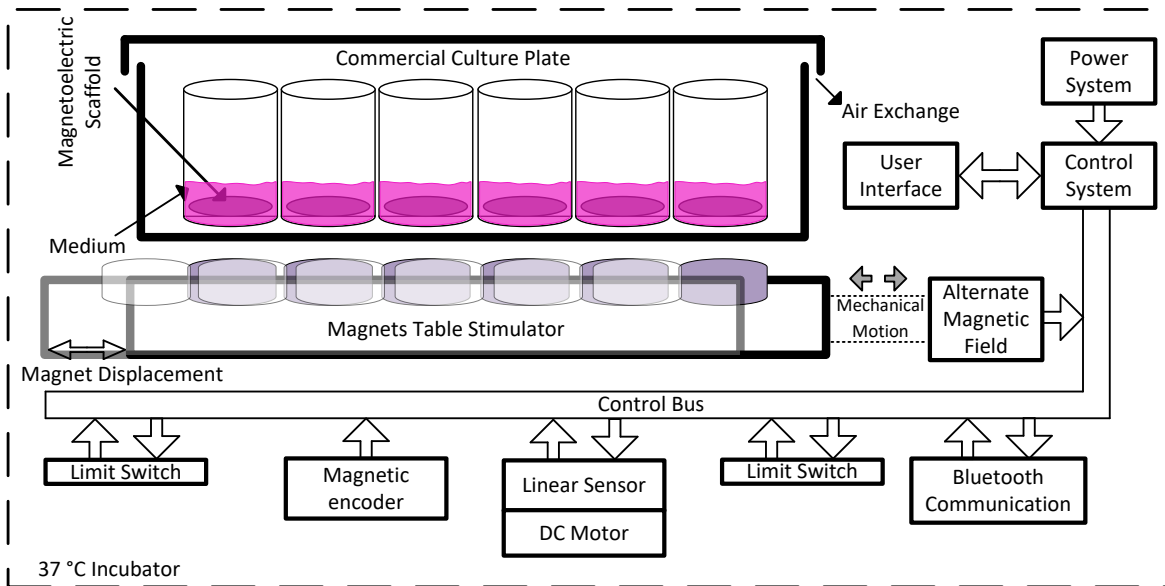 Magnetoelectric
Scaffold
Commercial Culture Plate
Air Exchange
Power
System
User
Interface
Control
System
Medium
Magnets Table Stimulator
Mechanical
Motion
Alternate
Magnetic
Field
Magnet Displacement
Control Bus
Limit Switch
Magnetic
encoder
Linear Sensor
DC Motor
Limit Switch
Bluetooth
Communication
37 °C Incubator